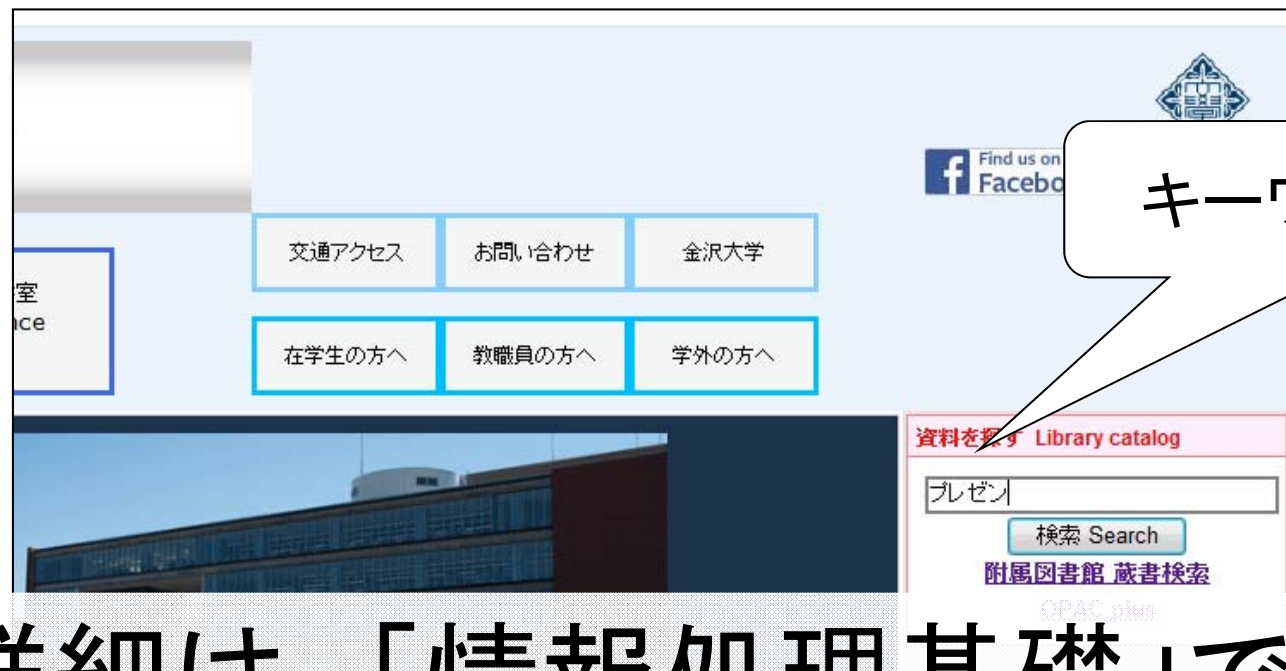 Find us on
Facebo
キーワ
交通アクセス お問い合わせ 金沢大学
室
nce
在学生の方へ 教職員の方へ 学外の方へ
資料を探す Library catalog
プレゼン
検索 Search
附属図書館 蔵書検索
OPAC plus
詳細は、「情報処理基礎」で